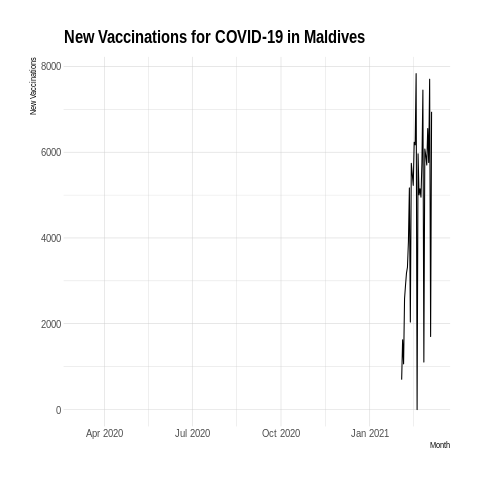 New Vaccinations for COVID-19 in Maldives
New Vaccinations
8000
6000
4000
2000
0
Apr 2020 Jul 2020 Oct 2020 Jan 2021
Month